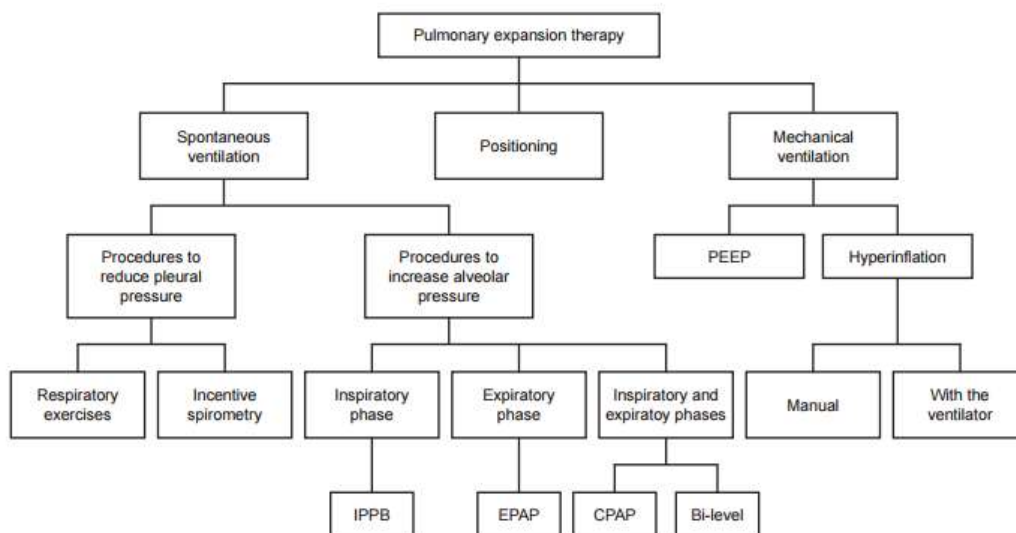 Pulmonary expansion therapy
Spontaneous
ventilation
Positioning
Mechanical
ventilation
Procedures to
reduce pleural
pressure
Procedures to
increase alveolar
pressure
PEEP
Hyperinflation
Respiratory
exercises
Incentive
spirometry
Inspiratory
phase
Expiratory
phase
Inspiratory and
expiratoy phases
Manual
With the
ventilator
IPPB
EPAP
CPAP
Bi-level